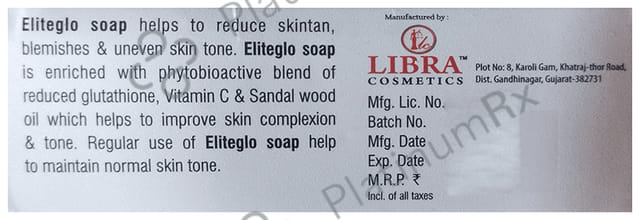 Eliteglo soap helps to reduce skintan,
blemishes & uneven skin tone. Eliteglo soap
is enriched with phytobioactive blend of
reduced glutathione, Vitamin C & Sandal wood
oil which helps to improve skin complexion
& tone. Regular use of Eliteglo soap help
to maintain normal skin tone.
Manufactured by :
LIBRA™
COSMETICS
Plot No: 8, Karoli Gam, Khatraj-thor Road,
Dist. Gandhinagar, Gujarat-382731
Mfg. Lic. No.
Batch No.
Mfg. Date
Exp. Date
M.R.P. ₹
Incl. of all taxes
PlatinumRx